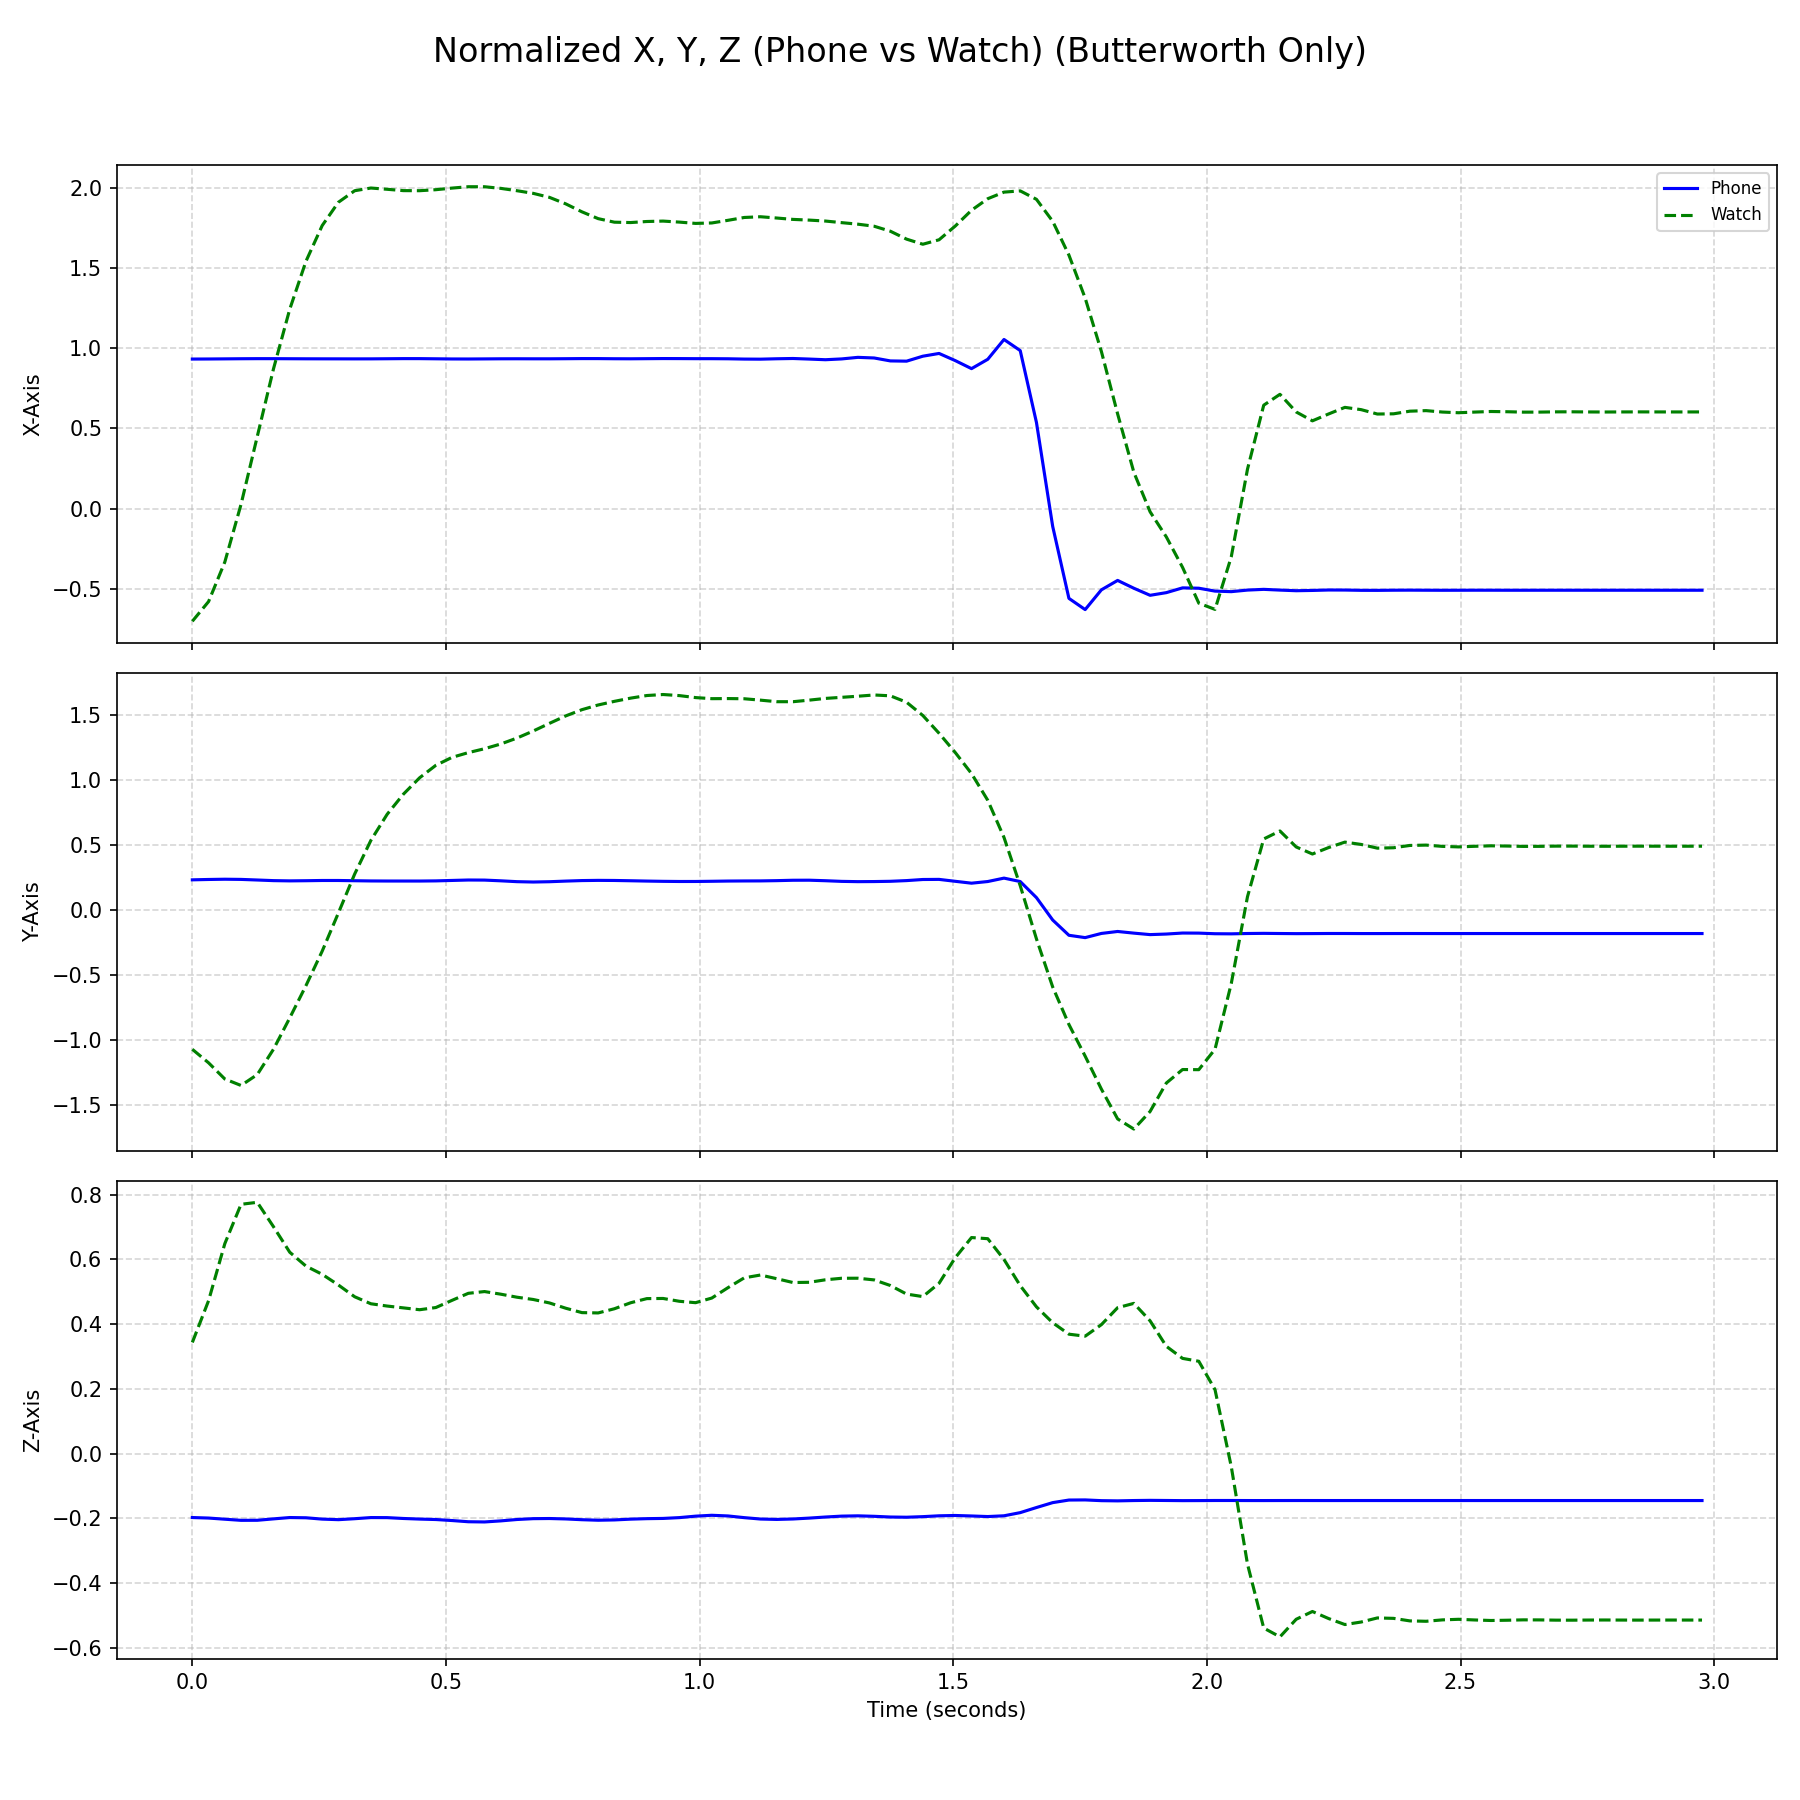 Normalized X, Y, Z (Phone vs Watch) (Butterworth Only)
Phone
Watch
X-Axis
2.0
1.5
1.0
0.5
0.0
−0.5
Y-Axis
1.5
1.0
0.5
0.0
−0.5
−1.0
−1.5
Z-Axis
0.8
0.6
0.4
0.2
0.0
−0.2
−0.4
−0.6
0.0 0.5 1.0 1.5 2.0 2.5 3.0
Time (seconds)